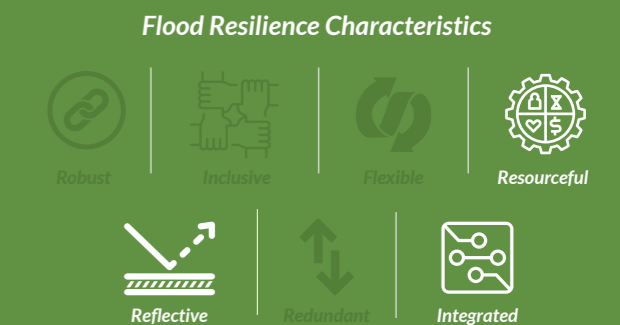 Flood Resilience Characteristics
Robust
Inclusive
Flexible
Resourceful
Reflective
Redundant
Integrated